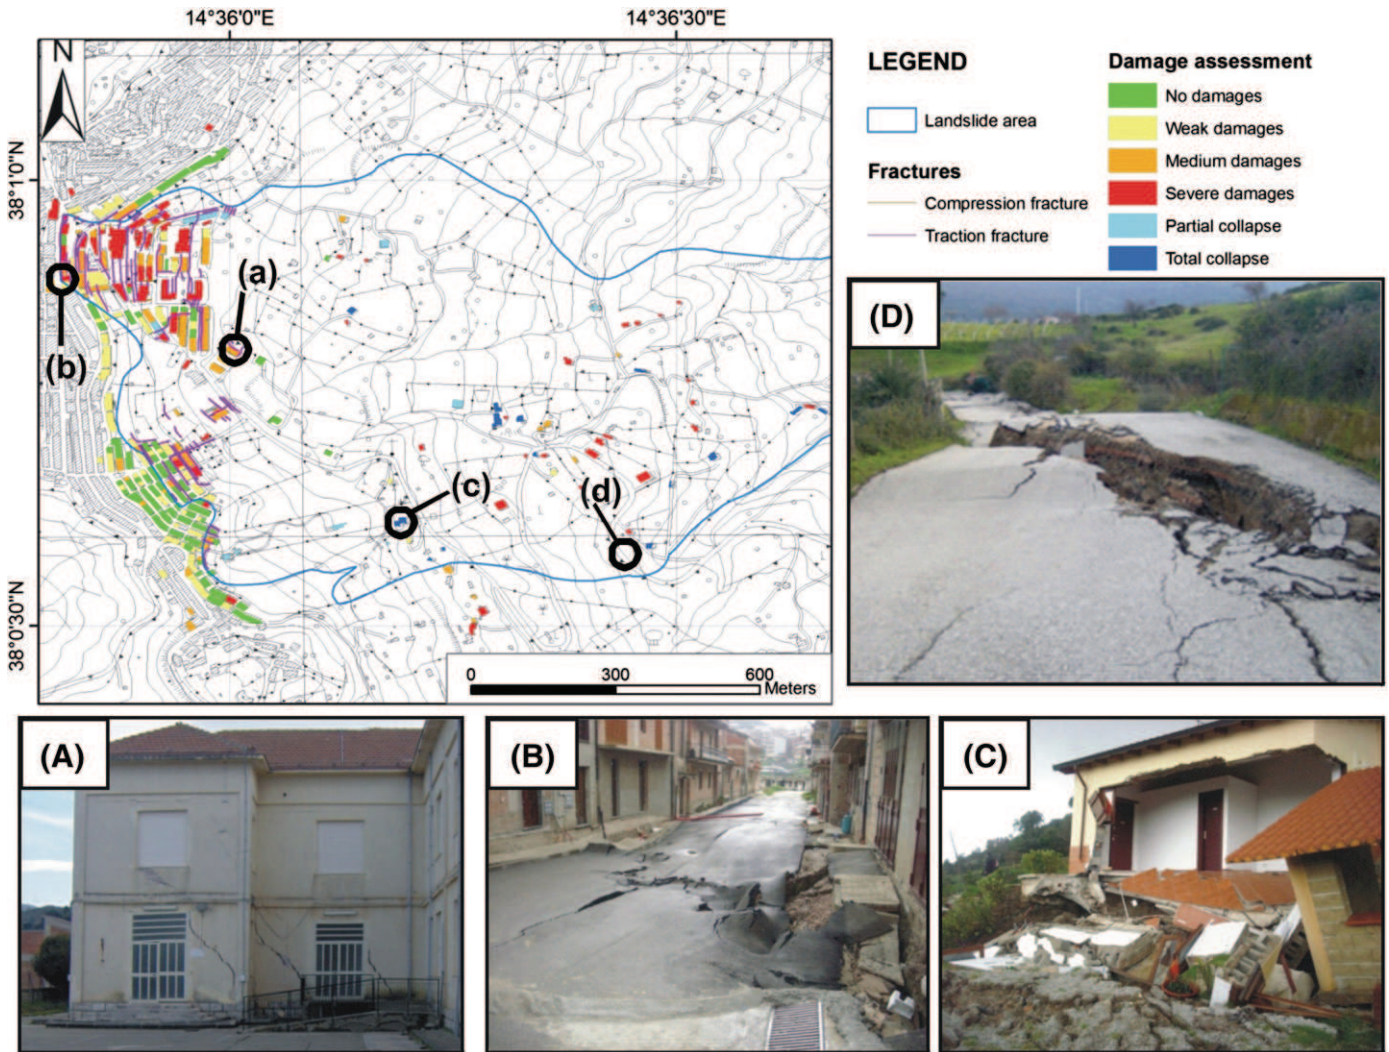 14°36'0"E
14°36'30"E
N
38°1'0"N
38°0'30"N
(a)
(b)
(c)
(d)
0
300
600
Meters
LEGEND
Landslide area
Fractures
Compression fracture
Traction fracture
Damage assessment
No damages
Weak damages
Medium damages
Severe damages
Partial collapse
Total collapse
(D)
(A)
(B)
(C)